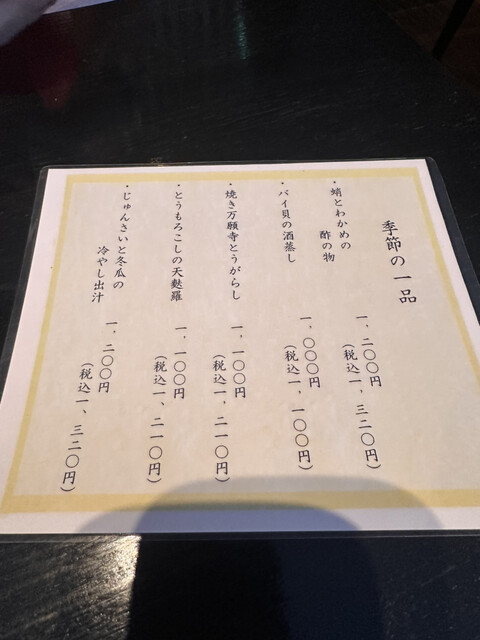 季節の一品
・蛸とわかめの
酢の物
一、二〇〇円
（税込一、三二〇円）
・バイ貝の酒蒸し
一、〇〇〇円
（税込一、一〇〇円）
・焼き万願寺とうがらし
一、一〇〇円
（税込一、二一〇円）
・とうもろこしの天麩羅
一、一〇〇円
（税込一、二一〇円）
・じゅんさいと冬瓜の
冷やし出汁
一、二〇〇円
（税込一、三二〇円）